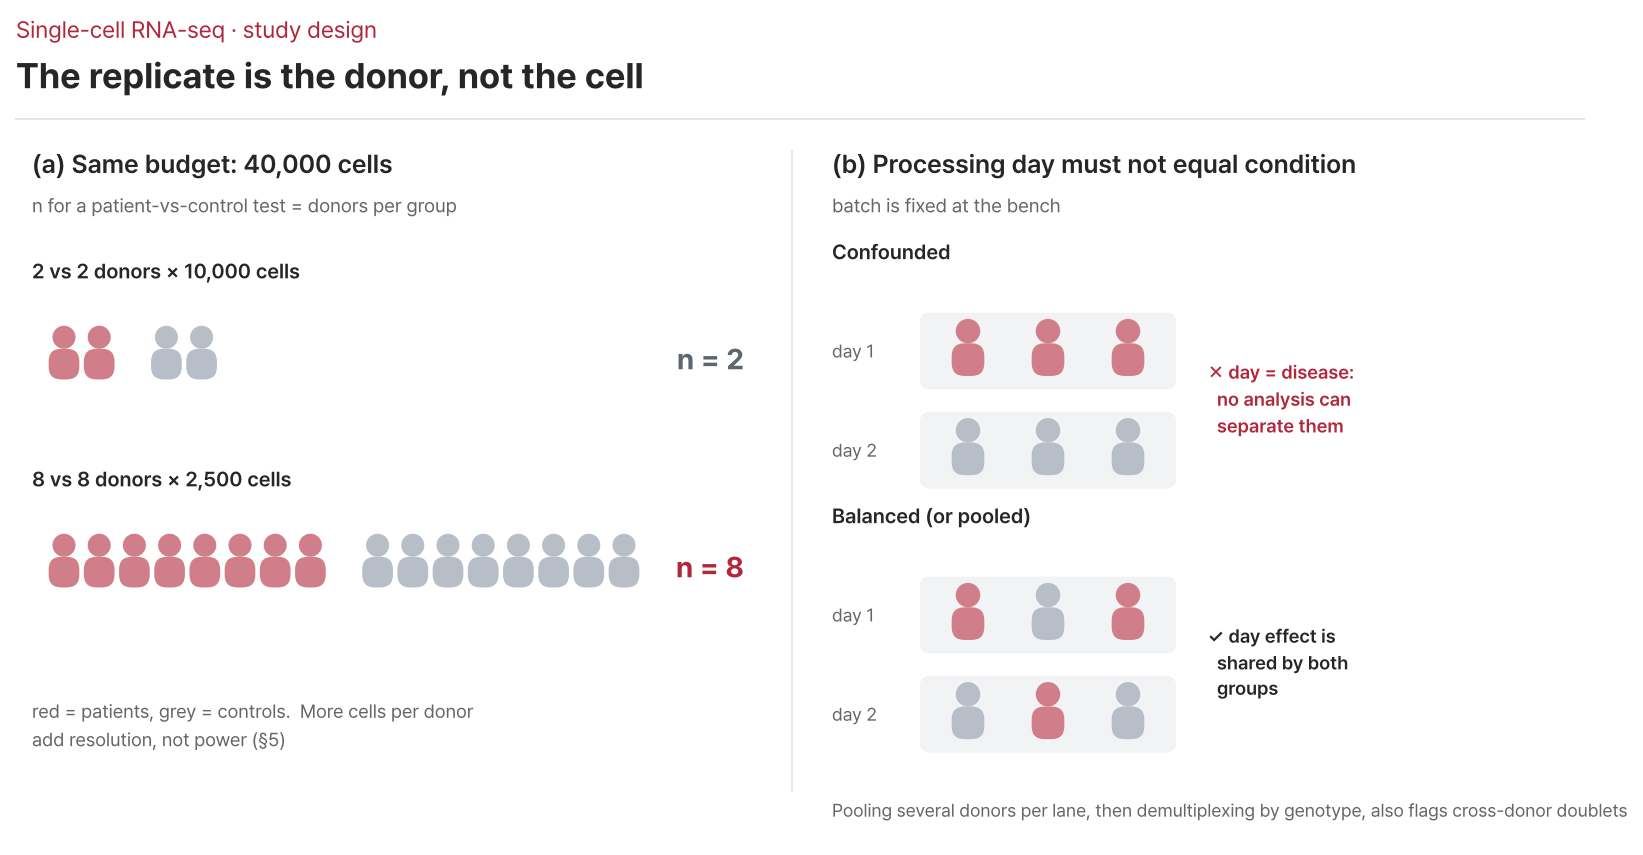 Single-cell RNA-seq · study design
The replicate is the donor, not the cell
(a) Same budget: 40,000 cells
n for a patient-vs-control test = donors per group
2 vs 2 donors × 10,000 cells
n = 2
8 vs 8 donors × 2,500 cells
n = 8
red = patients, grey = controls.  More cells per donor
add resolution, not power (§5)
(b) Processing day must not equal condition
batch is fixed at the bench
Confounded
day 1
✕ day = disease:
no analysis can
separate them
day 2
Balanced (or pooled)
day 1
✓ day effect is
shared by both
groups
day 2
Pooling several donors per lane, then demultiplexing by genotype, also flags cross-donor doublets